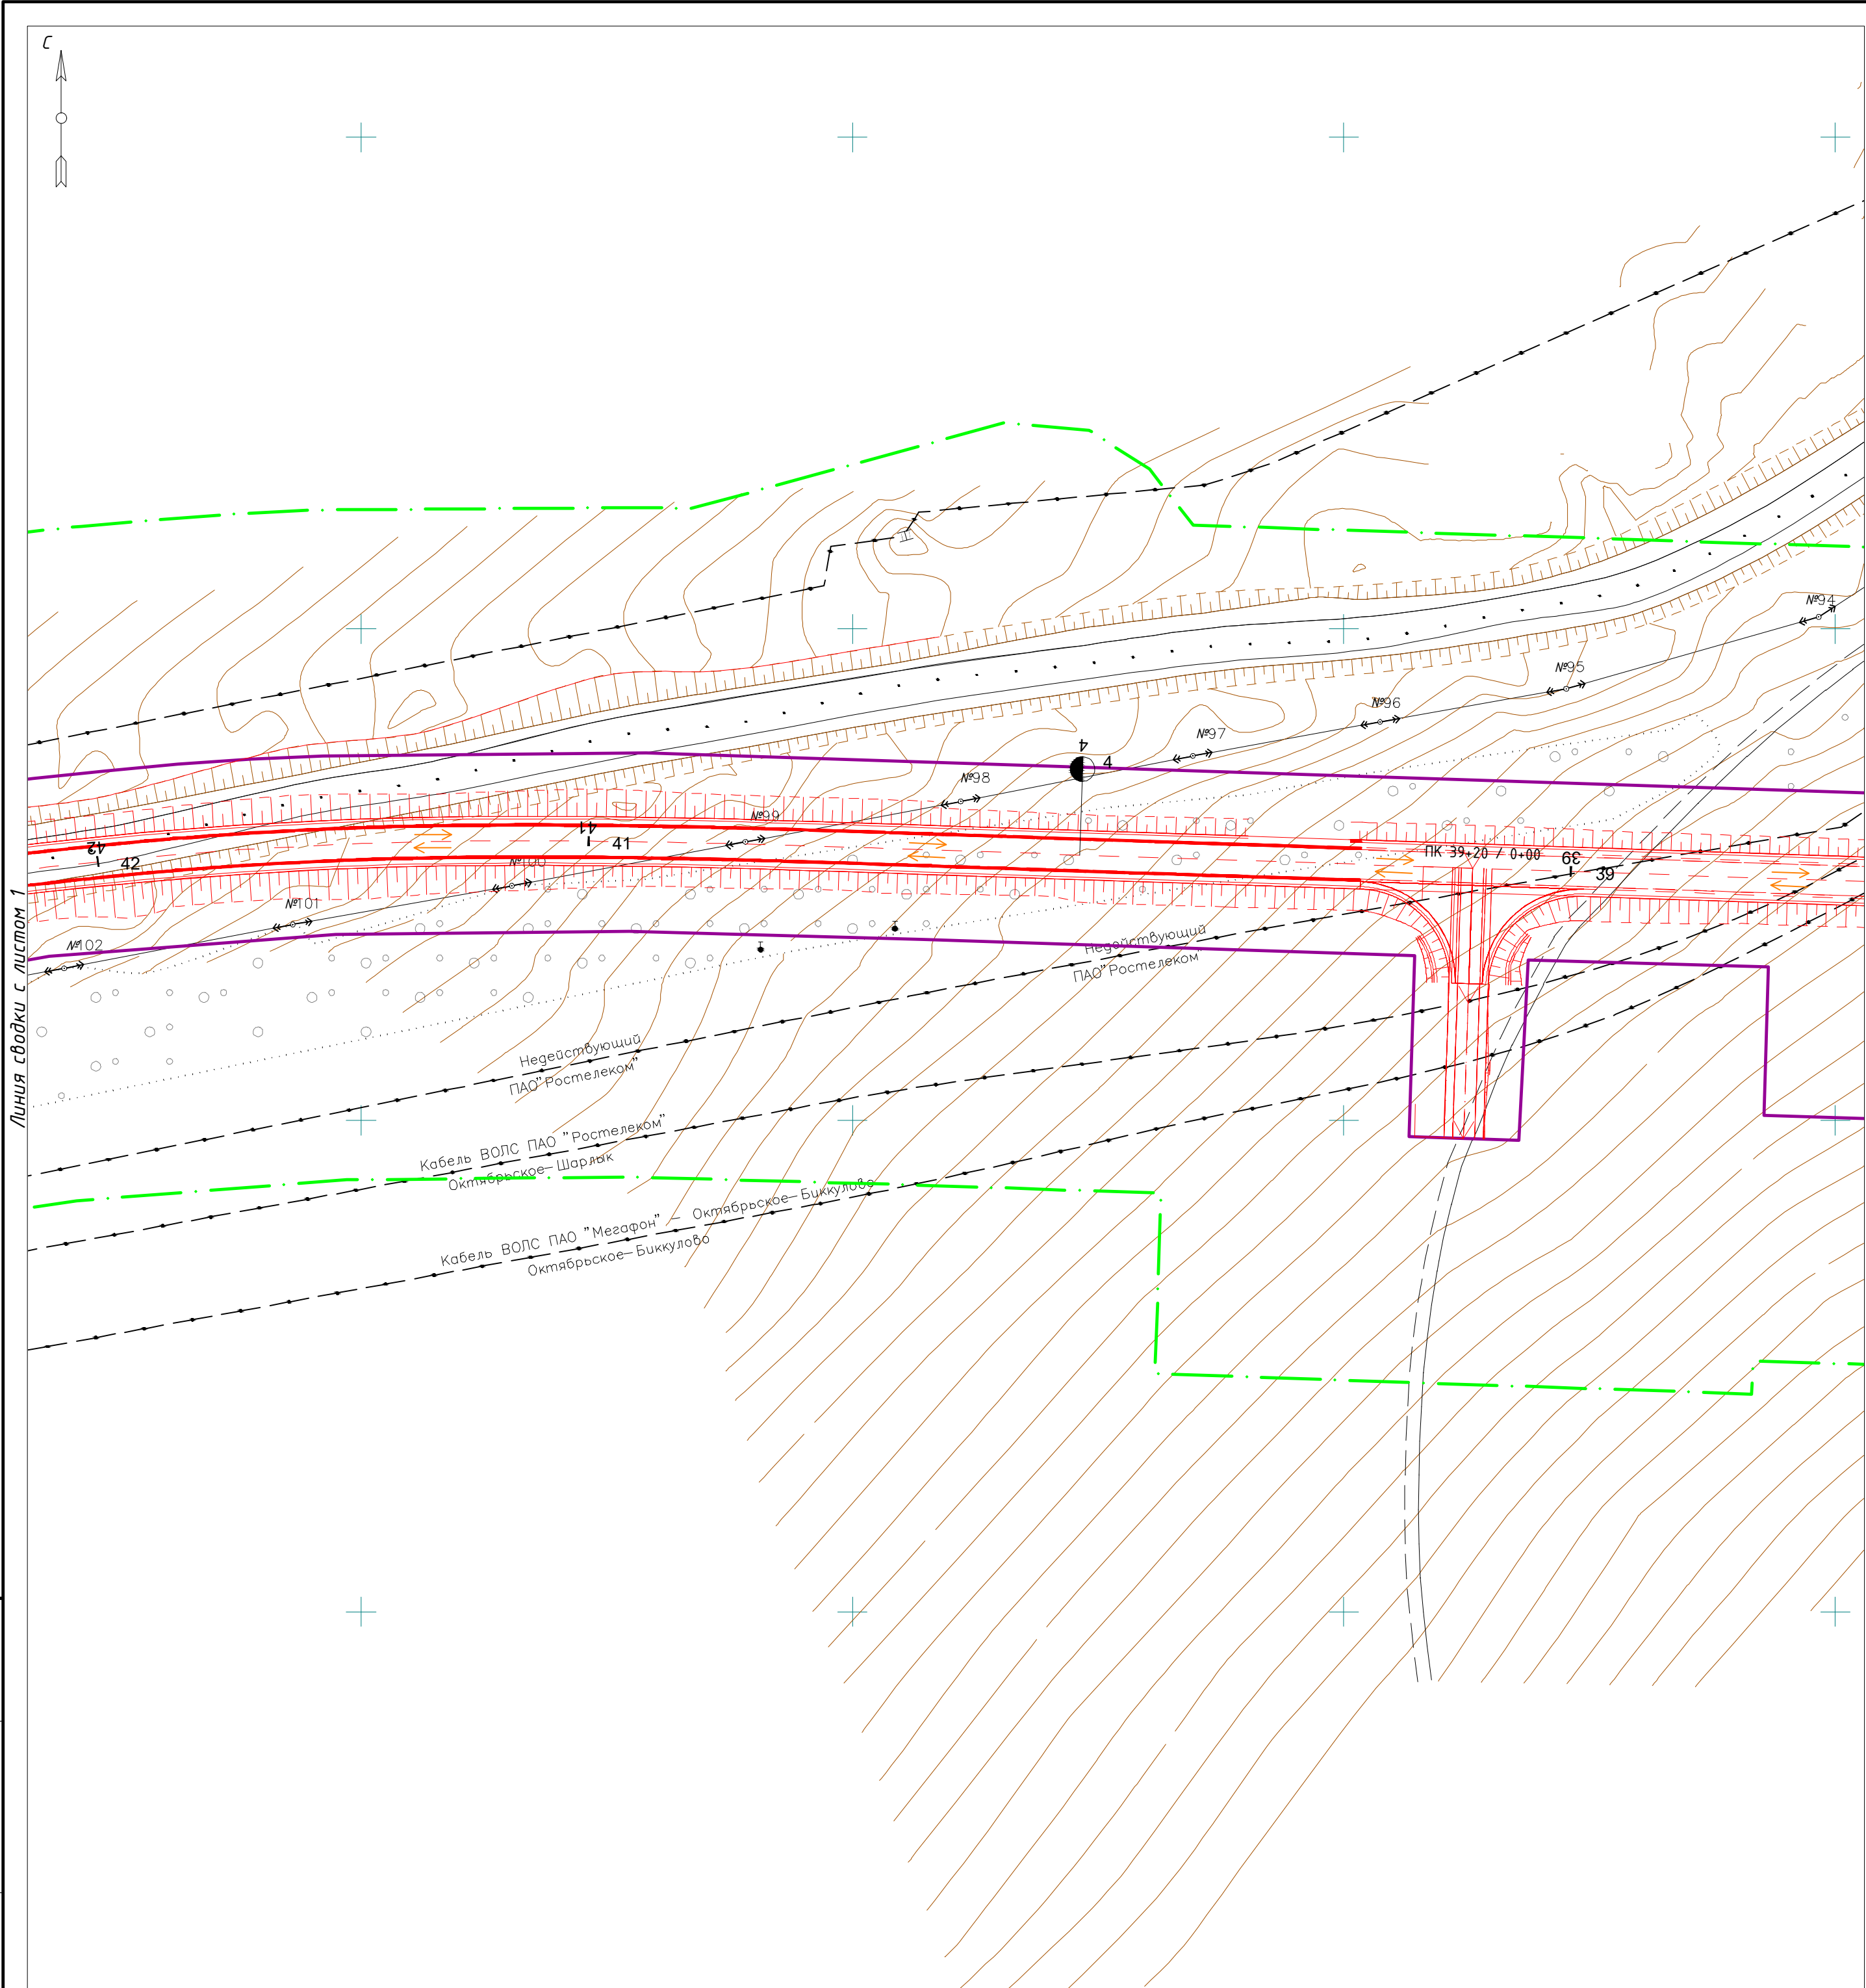 С
№94
№95
№96
№97
4
4
№98
№99
41
41
42
42
№100
ПК 39+20 / 0+00
39
39
№101
№102
Линия сводки с листом 1
Недействующий
ПАО"Ростелеком"
Недействующий
ПАО"Ростелеком"
Кабель ВОЛС ПАО "Ростелеком"
Октябрьское-Шарлык
Кабель ВОЛС ПАО "Мегафон" - Октябрьское-Биккулово
Октябрьское-Биккулово